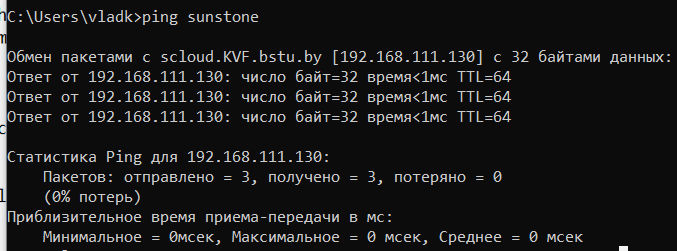 C:\Users\vladk>ping sunstone
Обмен пакетами с scloud.KVF.bstu.by [192.168.111.130] с 32 байтами данных:
Ответ от 192.168.111.130: число байт=32 время<1мс TTL=64
Ответ от 192.168.111.130: число байт=32 время<1мс TTL=64
Ответ от 192.168.111.130: число байт=32 время<1мс TTL=64
Статистика Ping для 192.168.111.130:
Пакетов: отправлено = 3, получено = 3, потеряно = 0
(0% потерь)
Приблизительное время приема-передачи в мс:
Минимальное = 0мсек, Максимальное = 0 мсек, Среднее = 0 мсек